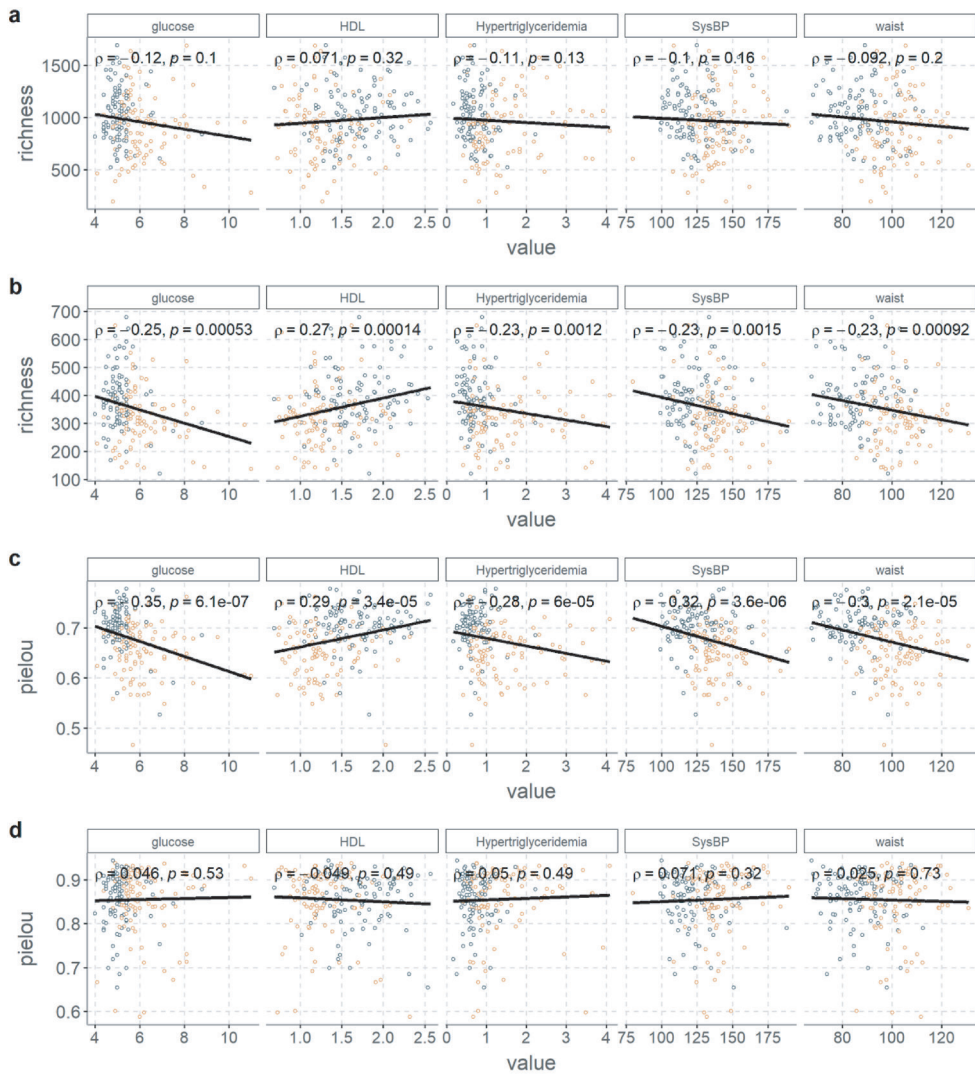 a
glucose HDL Hypertriglyceridemia SysBP waist
ρ = −0.12, p = 0.1 ρ = 0.071, p = 0.32 ρ = −0.11, p = 0.13 ρ = −0.1, p = 0.16 ρ = −0.092, p = 0.2
richness
1500
1000
500
4 6 8 10 1.0 1.5 2.0 2.5 0 1 2 3 4 75 100 125 150 175 80 100 120
value
b
glucose HDL Hypertriglyceridemia SysBP waist
ρ = −0.25, p = 0.00053 ρ = 0.27, p = 0.00014 ρ = −0.23, p = 0.0012 ρ = −0.23, p = 0.0015 ρ = −0.23, p = 0.00092
richness
700
600
500
400
300
200
100
4 6 8 10 1.0 1.5 2.0 2.5 0 1 2 3 4 75 100 125 150 175 80 100 120
value
c
glucose HDL Hypertriglyceridemia SysBP waist
ρ = −0.35, p = 6.1e-07 ρ = 0.29, p = 3.4e-05 ρ = −0.28, p = 6e-05 ρ = −0.32, p = 3.6e-06 ρ = −0.3, p = 2.1e-05
pielou
0.7
0.6
0.5
4 6 8 10 1.0 1.5 2.0 2.5 0 1 2 3 4 75 100 125 150 175 80 100 120
value
d
glucose HDL Hypertriglyceridemia SysBP waist
ρ = 0.046, p = 0.53 ρ = −0.049, p = 0.49 ρ = 0.05, p = 0.49 ρ = 0.071, p = 0.32 ρ = 0.025, p = 0.73
pielou
0.9
0.8
0.7
0.6
4 6 8 10 1.0 1.5 2.0 2.5 0 1 2 3 4 75 100 125 150 175 80 100 120
value